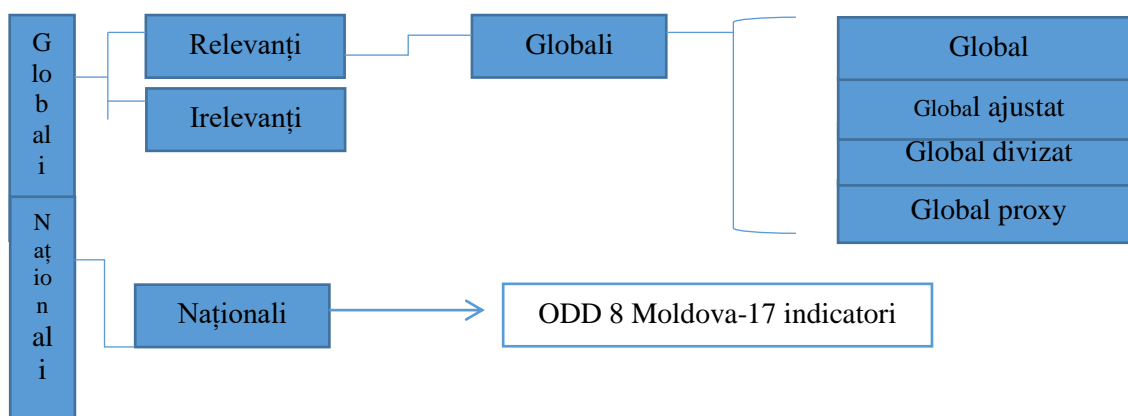 G
lo
b
al
i
Relevanți
Irelevanți
Globali
Global
Global ajustat
Global divizat
Global proxy
N
aț
io
n
ali
i
Naționali
ODD 8 Moldova-17 indicatori